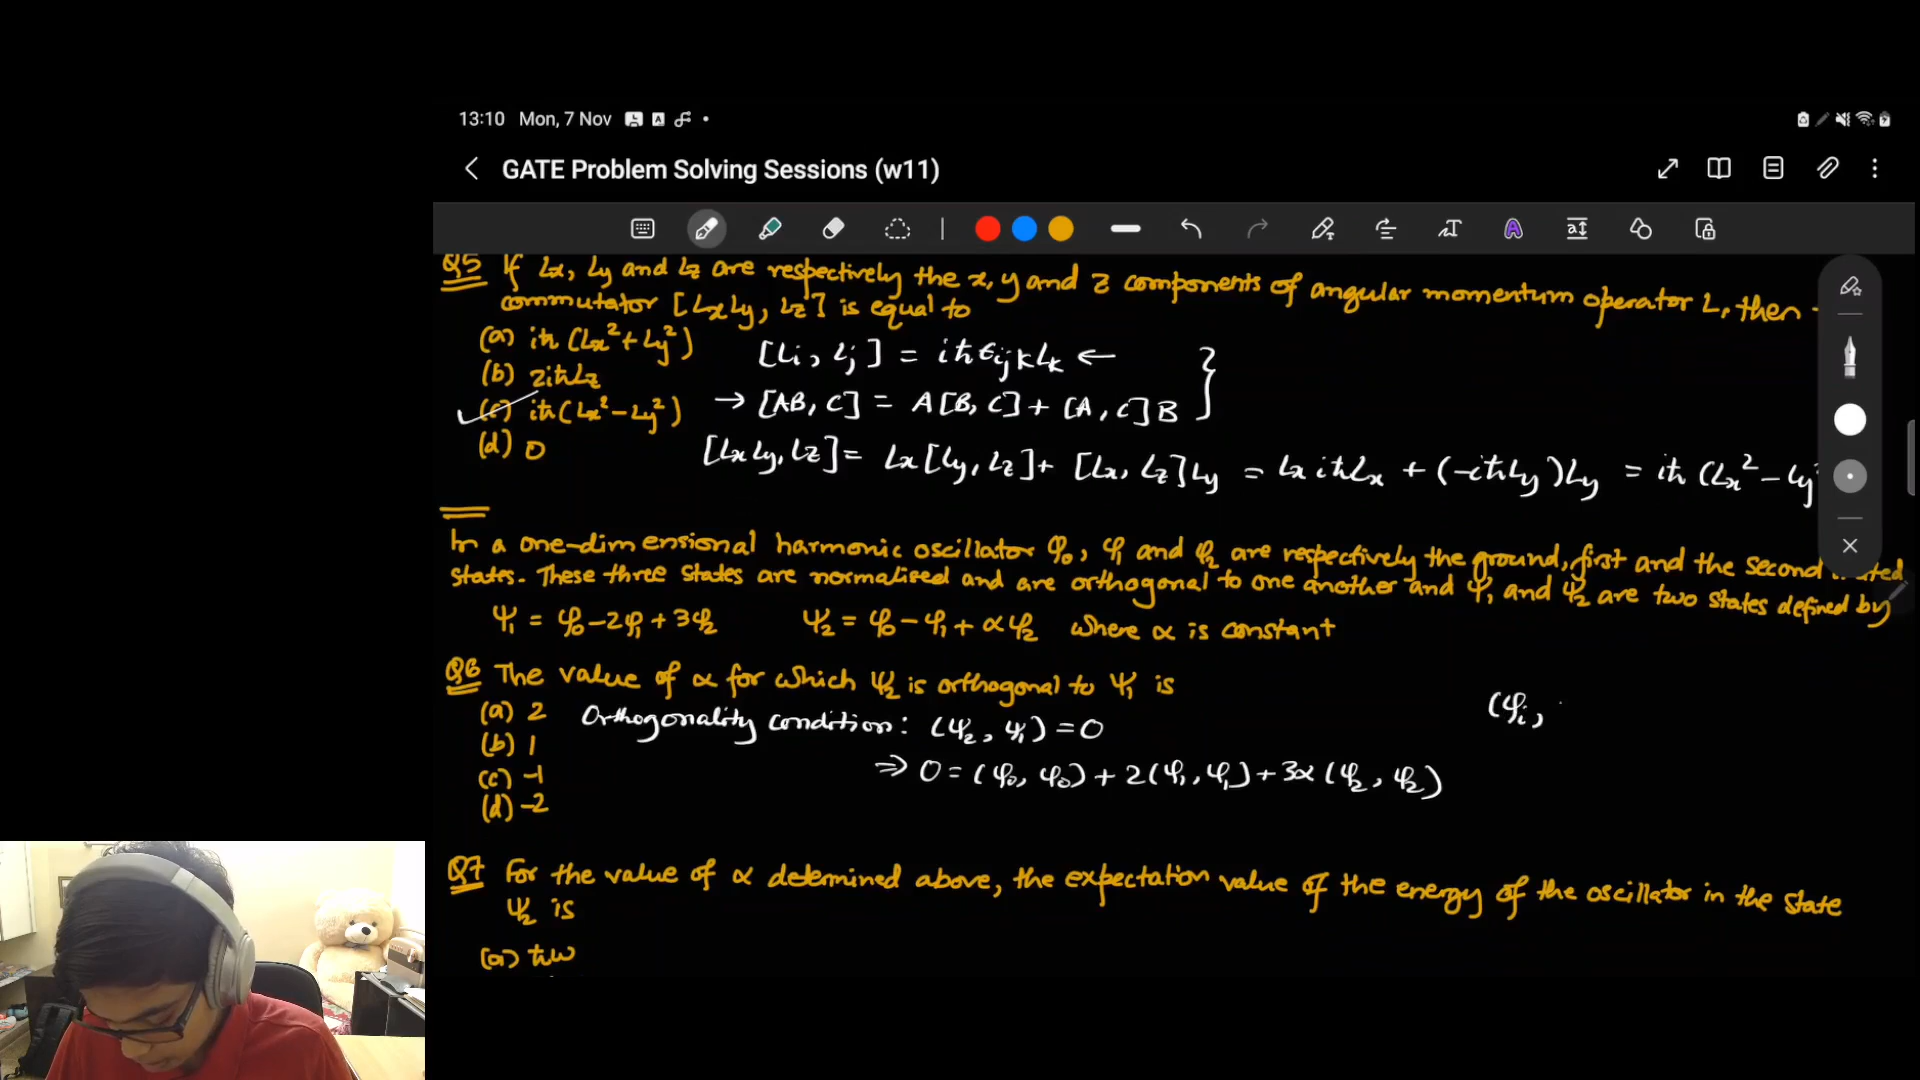 13:10 Mon, 7 Nov
GATE Problem Solving Sessions (w11)
Q5 If Lx, Ly and Lz are respectively the x, y and z components of angular momentum operator L, then
commutator [LxLy, Lz] is equal to
(a) iħ (Lx² + Ly²)
(b) 2iħLz
(c) iħ (Lx² - Ly²)
(d) 0
[Li, Lj] = iħ ϵijk Lk ←
→ [AB, C] = A[B, C] + [A, C]B
[LxLy, Lz] = Lx[Ly, Lz] + [Lx, Lz]Ly = Lx iħLx + (-iħLy)Ly = iħ (Lx² - Ly²
In a one-dimensional harmonic oscillator φ₀, φ₁ and φ₂ are respectively the ground, first and the second
states. These three states are normalised and are orthogonal to one another and ψ₁ and ψ₂ are two states defined by
ψ₁ = φ₀ - 2φ₁ + 3φ₂ ψ₂ = φ₀ - φ₁ + αφ₂ where α is constant
Q6 The value of α for which ψ₂ is orthogonal to ψ₁ is
(a) 2
(b) 1
(c) -1
(d) -2
Orthogonality condition: (ψ₂, ψ₁) = 0
⇒ 0 = (φ₀, φ₀) + 2(φ₁, φ₁) + 3α (φ₂, φ₂)
(φi,
Q7 For the value of α determined above, the expectation value of the energy of the oscillator in the state
ψ₂ is
(a) ħω